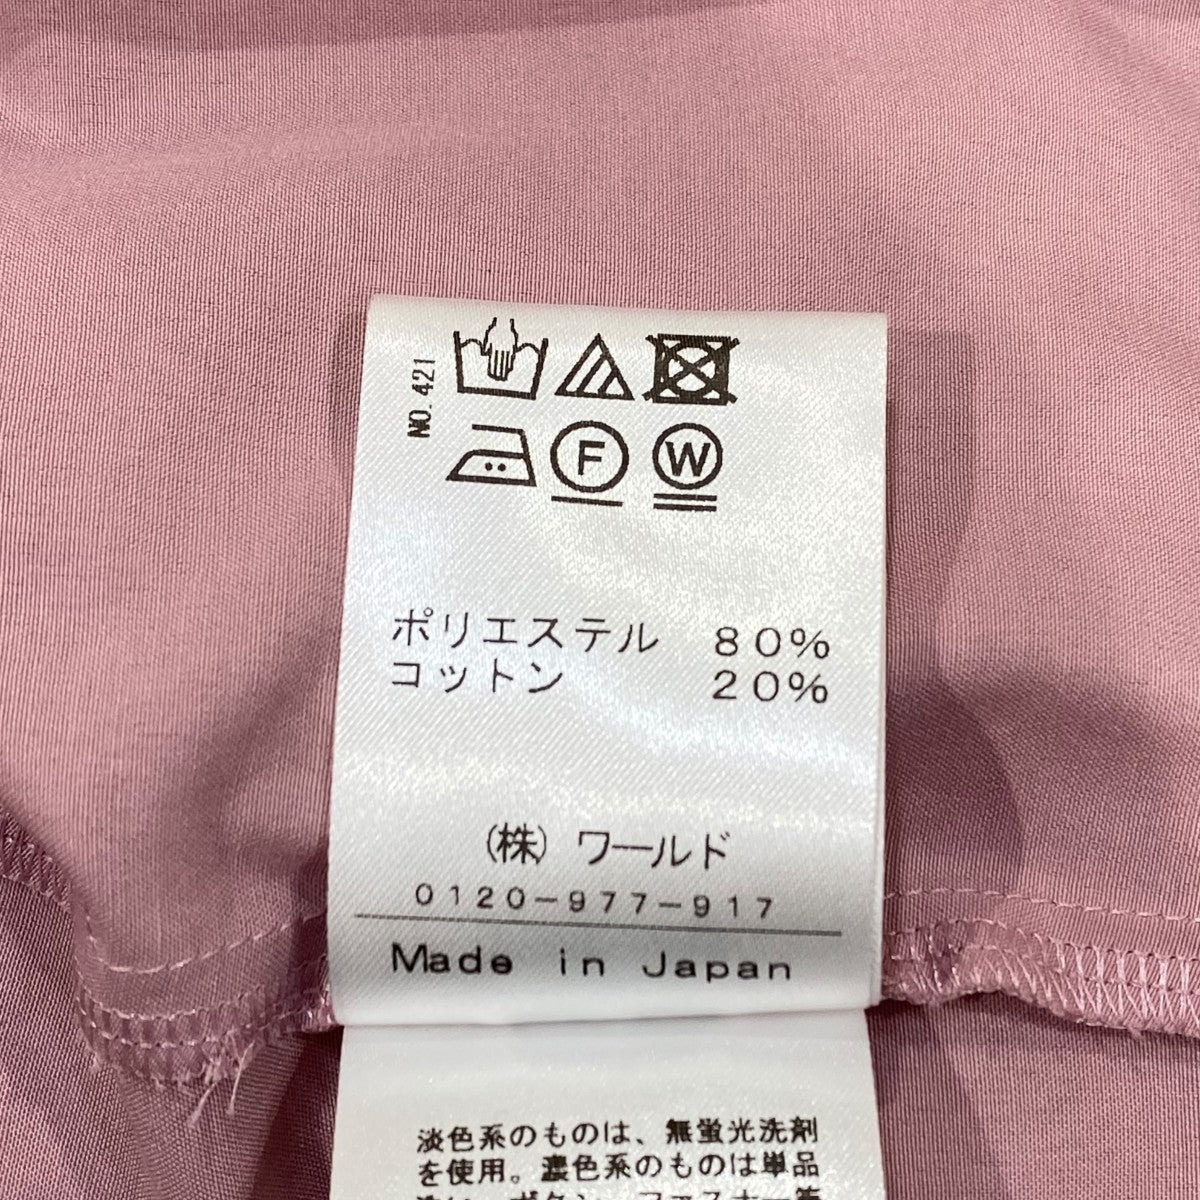 NO. 421
F
W
ポリエステル 80%
コットン 20%
(株) ワールド
0120-977-917
Made in Japan
淡色系のものは、無蛍光洗剤
を使用。濃色系のものは単品